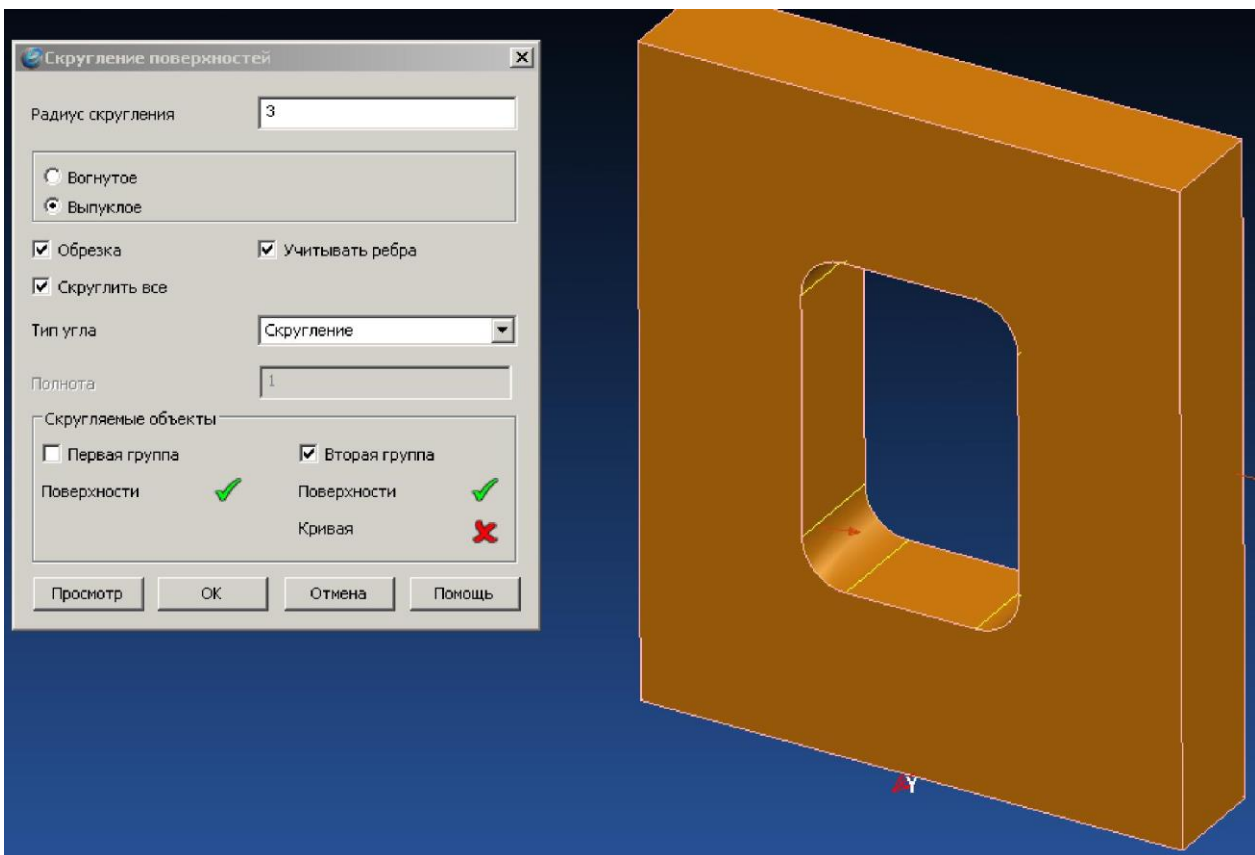 Скругление поверхностей
Радиус скругления 3
Вогнутое
Выпуклое
Обрезка Учитывать ребра
Скруглить все
Тип угла Скругление
Полнота 1
Скругляемые объекты
Первая группа Вторая группа
Поверхности Поверхности
Кривая
Просмотр OK Отмена Помощь
Y